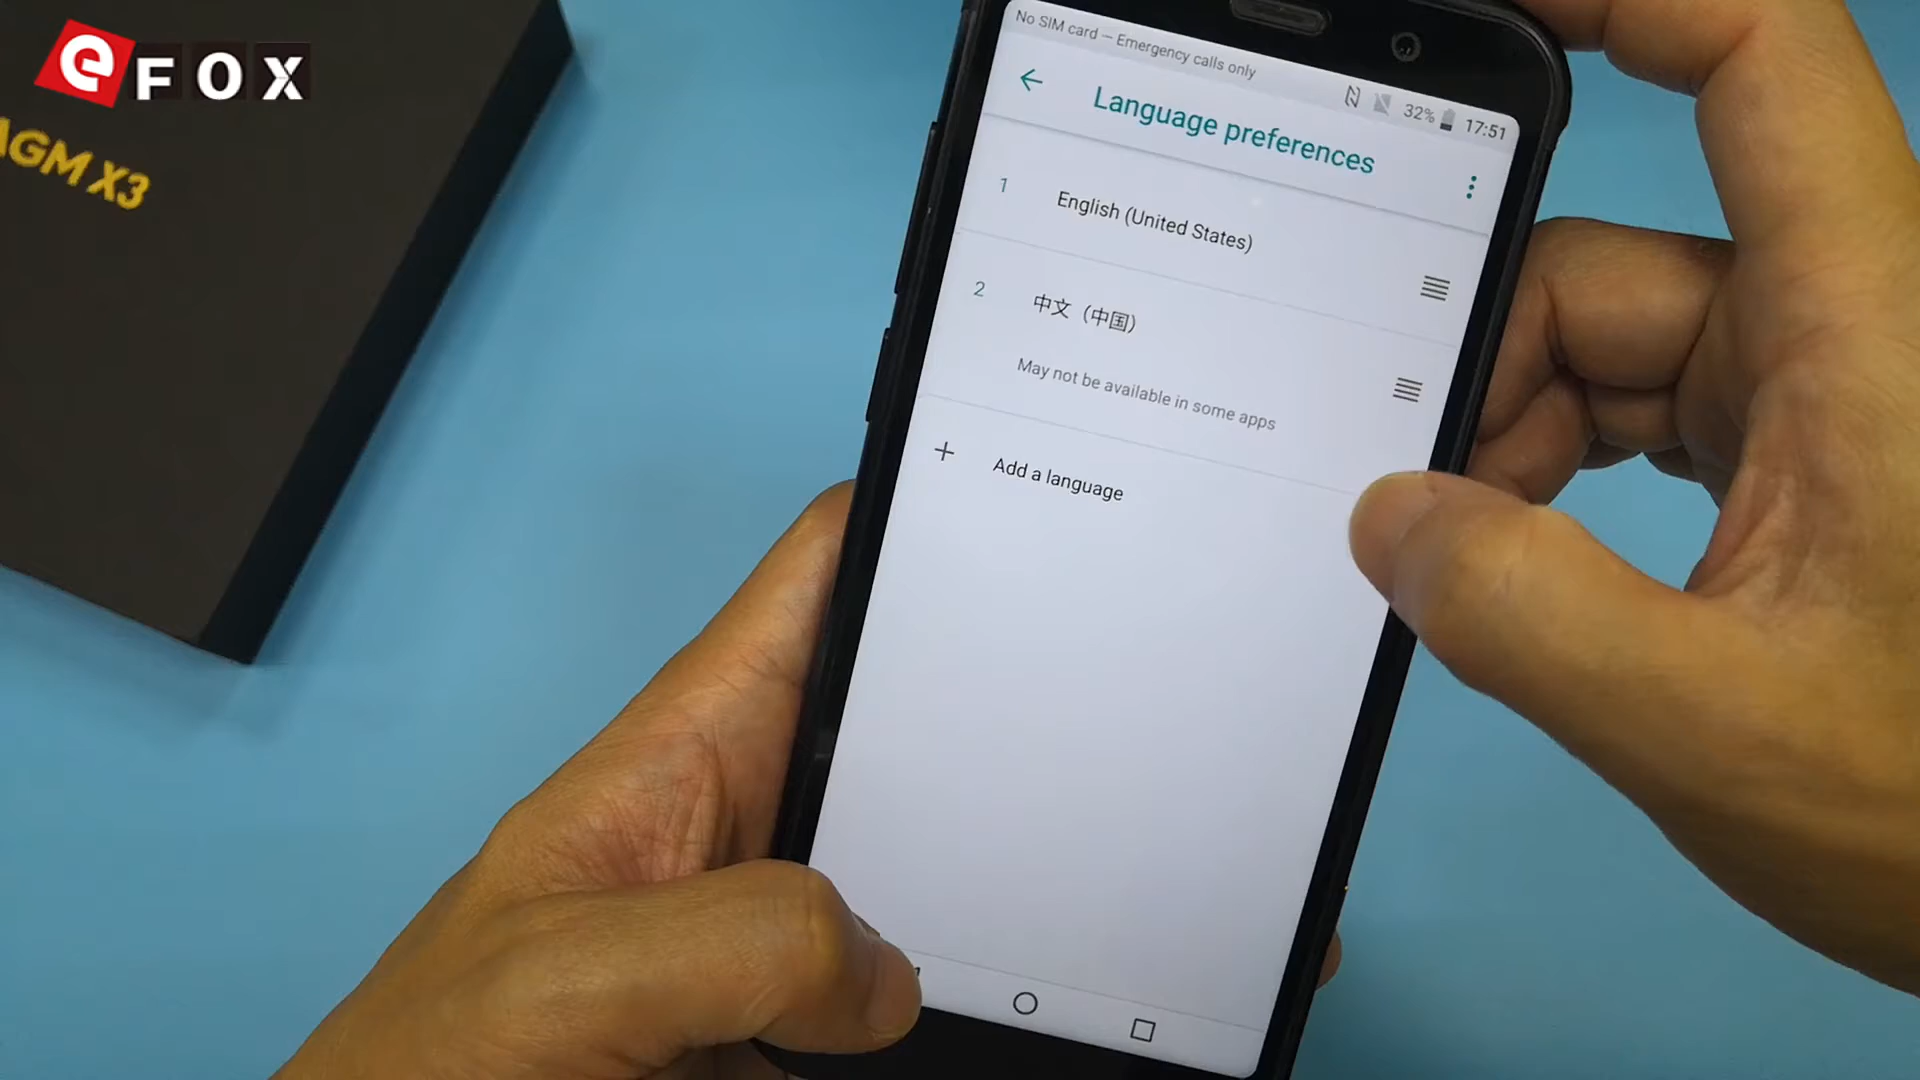 eFOX
AGM X3
No SIM card — Emergency calls only
32% 17:51
Language preferences
1 English (United States)
2 中文（中国）
May not be available in some apps
+ Add a language